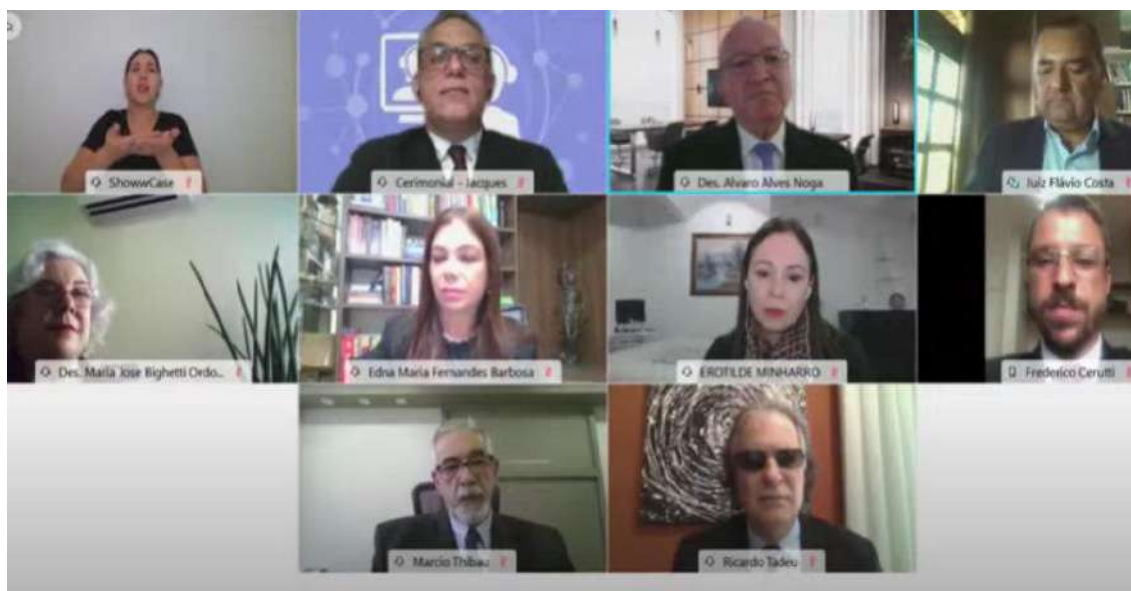 ShowwCase
Cerimonial - Jacques
Des. Alvaro Alves Noga
Juiz Flávio Costa
Des. Maria Jose Bighetti Ordo...
Edna Maria Fernandes Barbosa
EROTILDE MINHARRO
Frederico Cerutti
Marcio Thibau
Ricardo Tadeu